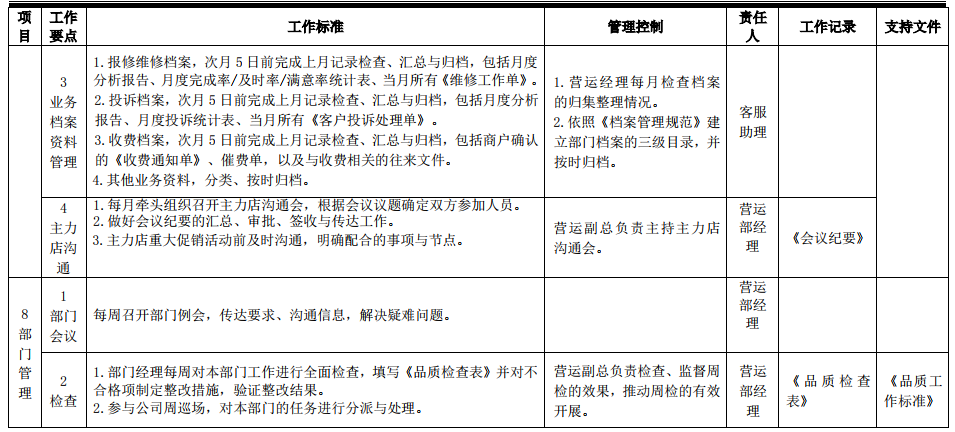 项目
工作要点
工作标准
管理控制
责任人
工作记录
支持文件
3
业务
档案
资料
管理
1.报修维修档案，次月5日前完成上月记录检查、汇总与归档，包括月度
分析报告、月度完成率/及时率/满意率统计表、当月所有《维修工作单》。
2.投诉档案，次月5日前完成上月记录检查、汇总与归档，包括月度分析
报告、月度投诉统计表、当月所有《客户投诉处理单》。
3.收费档案，次月5日前完成上月记录检查、汇总与归档，包括商户确认
的《收费通知单》、催费单，以及与收费相关的往来文件。
4.其他业务资料，分类、按时归档。
1.营运经理每月检查档案
的归集整理情况。
2.依照《档案管理规范》建
立部门档案的三级目录，并
按时归档。
客服
助理
4
主力
店沟
通
1.每月牵头组织召开主力店沟通会，根据会议议题确定双方参加人员。
2.做好会议纪要的汇总、审批、签收与传达工作。
3.主力店重大促销活动前及时沟通，明确配合的事项与节点。
营运副总负责主持主力店
沟通会。
营运
部经
理
《会议纪要》
8
部
门
管
理
1
部门
会议
每周召开部门例会，传达要求、沟通信息，解决疑难问题。
营运
部经
理
2
检查
1.部门经理每周对本部门工作进行全面检查，填写《品质检查表》并对不
合格项制定整改措施，验证整改结果。
2.参与公司周巡场，对本部门的任务进行分派与处理。
营运副总负责检查、监督周
检的效果，推动周检的有效
开展。
营运
部经
理
《品质检查
表》
《品质工
作标准》